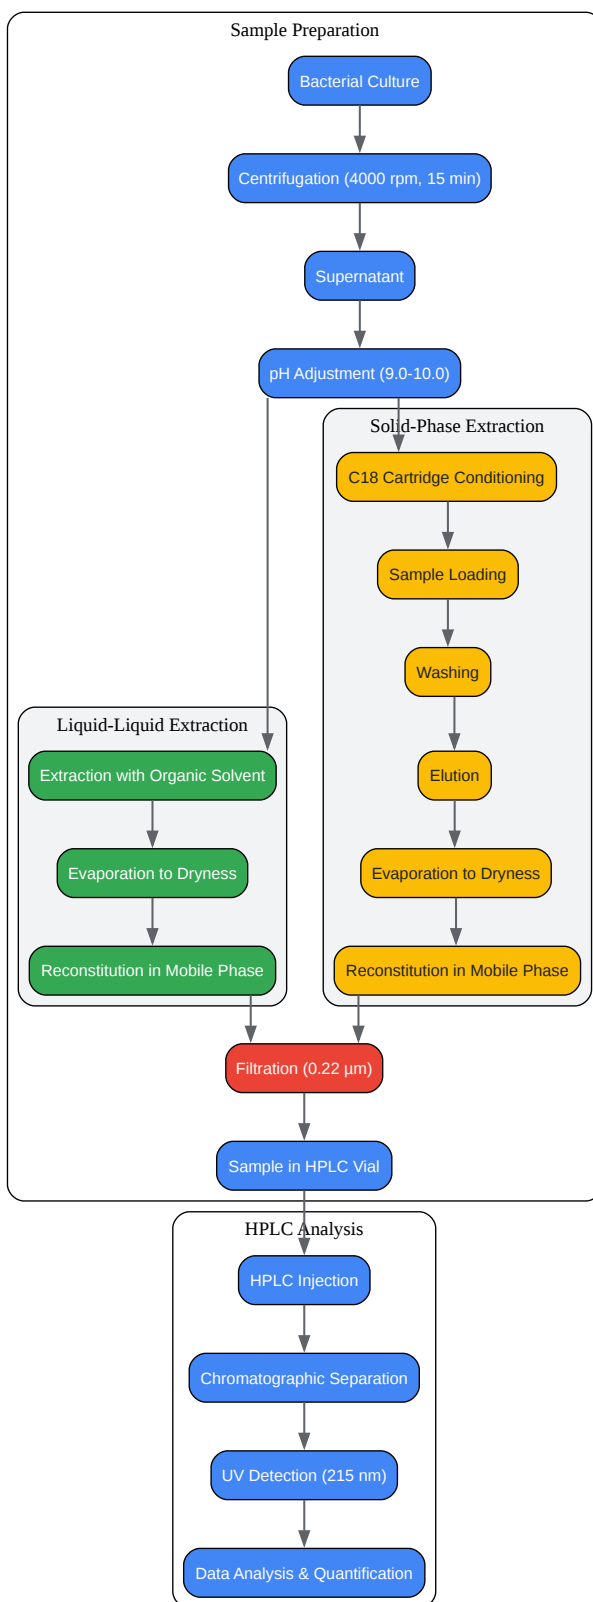 Sample Preparation
Bacterial Culture
Centrifugation (4000 rpm, 15 min)
Supernatant
pH Adjustment (9.0-10.0)
Solid-Phase Extraction
C18 Cartridge Conditioning
Sample Loading
Washing
Elution
Evaporation to Dryness
Reconstitution in Mobile Phase
Liquid-Liquid Extraction
Extraction with Organic Solvent
Evaporation to Dryness
Reconstitution in Mobile Phase
Filtration (0.22 µm)
Sample in HPLC Vial
HPLC Analysis
HPLC Injection
Chromatographic Separation
UV Detection (215 nm)
Data Analysis & Quantification